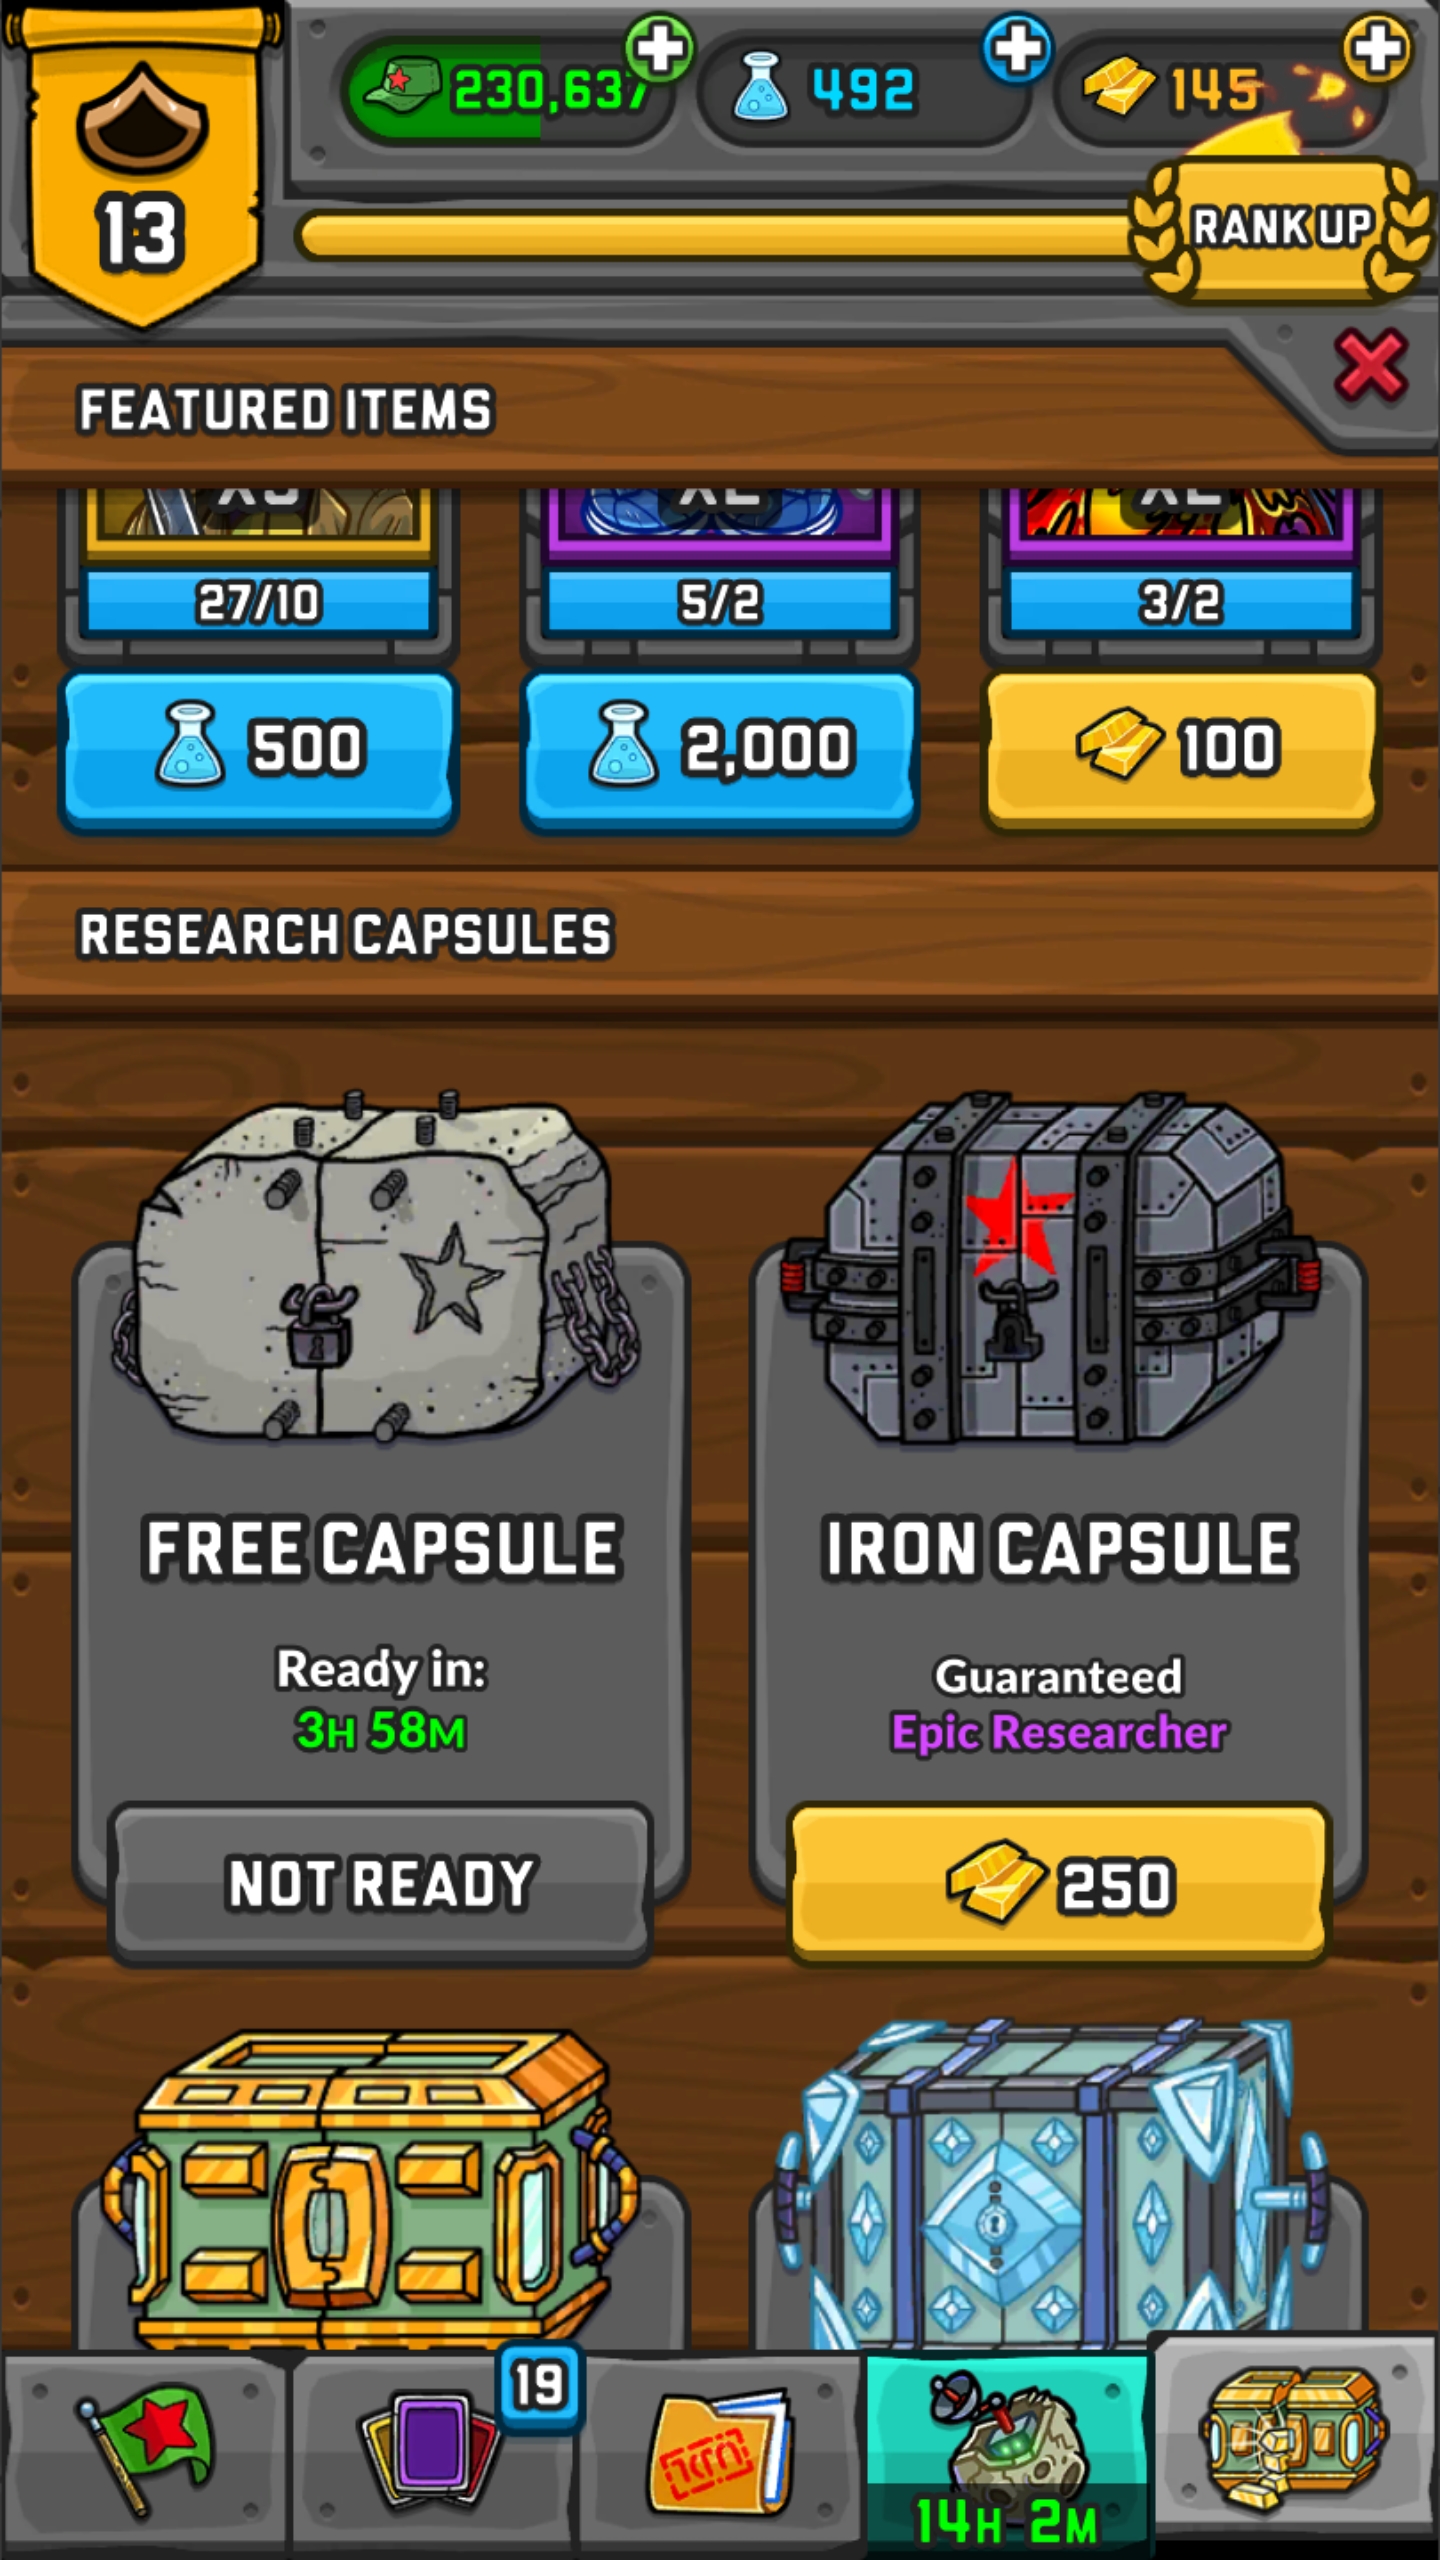 230,637
492
145
13
RANK UP
FEATURED ITEMS
27/10
5/2
3/2
500
2,000
100
RESEARCH CAPSULES
FREE CAPSULE
Ready in:
3H 58M
NOT READY
IRON CAPSULE
Guaranteed
Epic Researcher
250
19
14H 2M